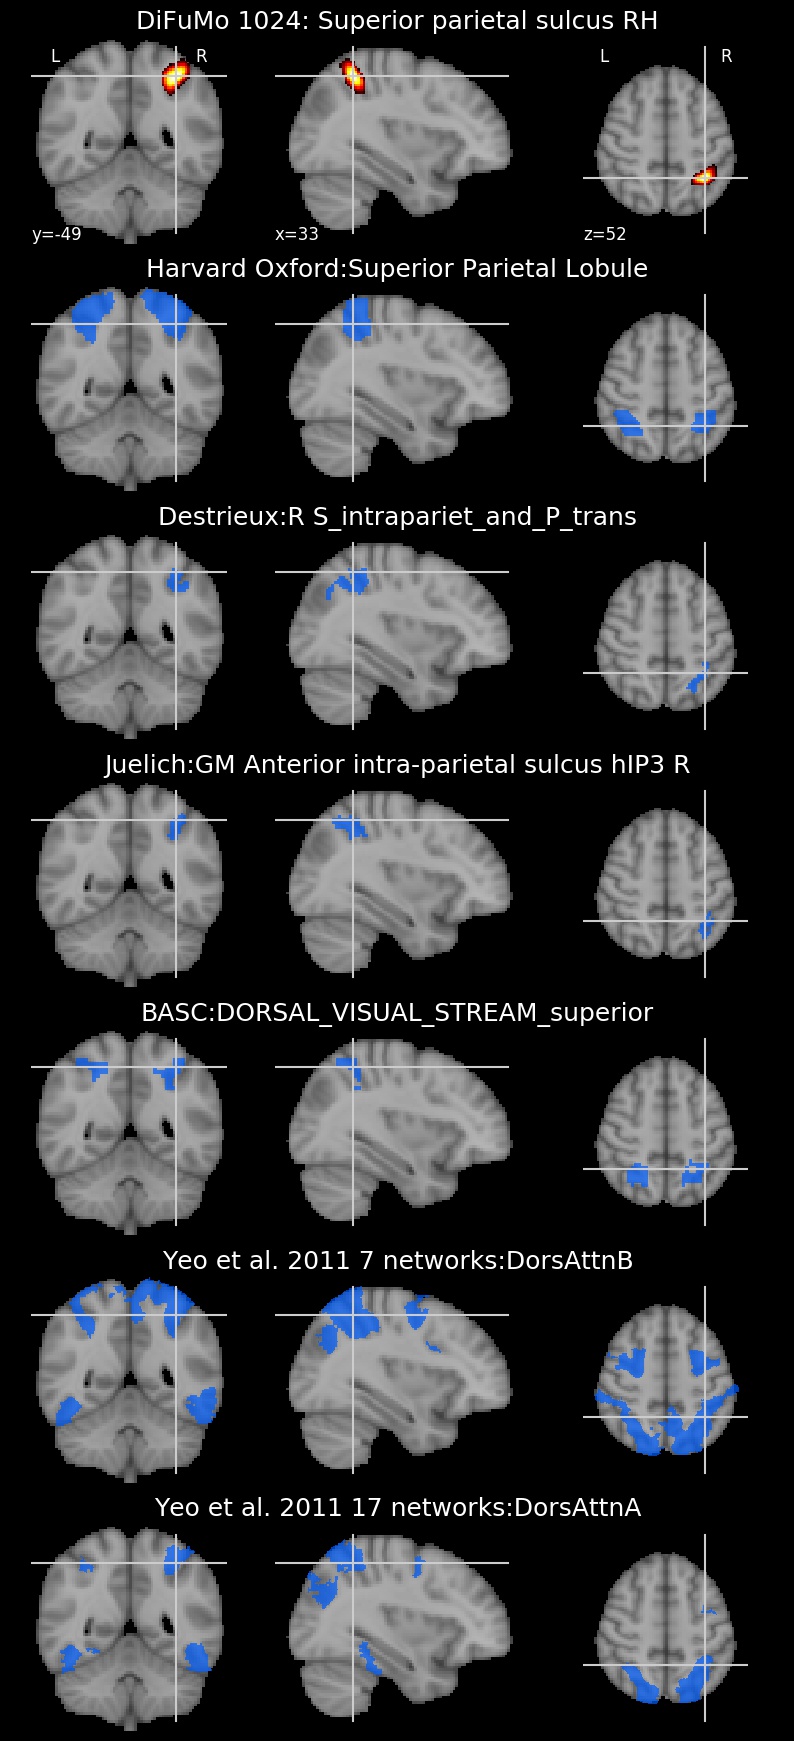 DiFuMo 1024: Superior parietal sulcus RH
L R L R
y=-49 x=33 z=52
Harvard Oxford:Superior Parietal Lobule
Destrieux:R S_intrapariet_and_P_trans
Juelich:GM Anterior intra-parietal sulcus hIP3 R
BASC:DORSAL_VISUAL_STREAM_superior
Yeo et al. 2011 7 networks:DorsAttnB
Yeo et al. 2011 17 networks:DorsAttnA